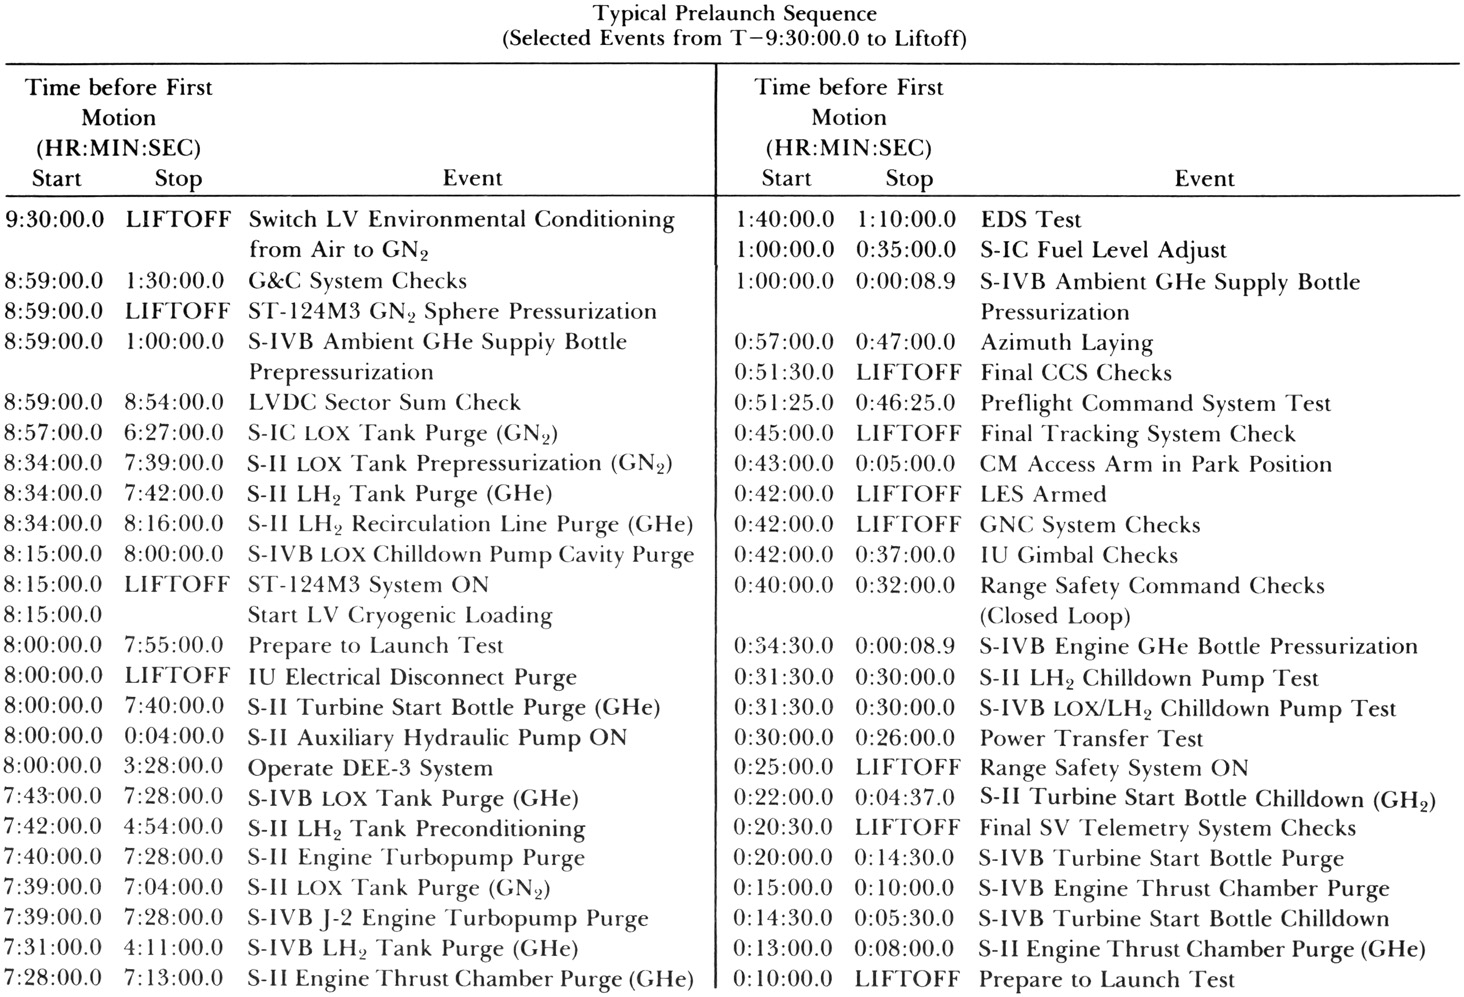 Typical Prelaunch Sequence
(Selected Events from T−9:30:00.0 to Liftoff)
Time before First
Motion
(HR:MIN:SEC)
Start Stop Event
9:30:00.0 LIFTOFF Switch LV Environmental Conditioning
from Air to GN₂
8:59:00.0 1:30:00.0 G&C System Checks
8:59:00.0 LIFTOFF ST-124M3 GN₂ Sphere Pressurization
8:59:00.0 1:00:00.0 S-IVB Ambient GHe Supply Bottle
Prepressurization
8:59:00.0 8:54:00.0 LVDC Sector Sum Check
8:57:00.0 6:27:00.0 S-IC LOX Tank Purge (GN₂)
8:34:00.0 7:39:00.0 S-II LOX Tank Prepressurization (GN₂)
8:34:00.0 7:42:00.0 S-II LH₂ Tank Purge (GHe)
8:34:00.0 8:16:00.0 S-II LH₂ Recirculation Line Purge (GHe)
8:15:00.0 8:00:00.0 S-IVB LOX Chilldown Pump Cavity Purge
8:15:00.0 LIFTOFF ST-124M3 System ON
8:15:00.0 Start LV Cryogenic Loading
8:00:00.0 7:55:00.0 Prepare to Launch Test
8:00:00.0 LIFTOFF IU Electrical Disconnect Purge
8:00:00.0 7:40:00.0 S-II Turbine Start Bottle Purge (GHe)
8:00:00.0 0:04:00.0 S-II Auxiliary Hydraulic Pump ON
8:00:00.0 3:28:00.0 Operate DEE-3 System
7:43:00.0 7:28:00.0 S-IVB LOX Tank Purge (GHe)
7:42:00.0 4:54:00.0 S-II LH₂ Tank Preconditioning
7:40:00.0 7:28:00.0 S-II Engine Turbopump Purge
7:39:00.0 7:04:00.0 S-II LOX Tank Purge (GN₂)
7:39:00.0 7:28:00.0 S-IVB J-2 Engine Turbopump Purge
7:31:00.0 4:11:00.0 S-IVB LH₂ Tank Purge (GHe)
7:28:00.0 7:13:00.0 S-II Engine Thrust Chamber Purge (GHe)
Time before First
Motion
(HR:MIN:SEC)
Start Stop Event
1:40:00.0 1:10:00.0 EDS Test
1:00:00.0 0:35:00.0 S-IC Fuel Level Adjust
1:00:00.0 0:00:08.9 S-IVB Ambient GHe Supply Bottle
Pressurization
0:57:00.0 0:47:00.0 Azimuth Laying
0:51:30.0 LIFTOFF Final CCS Checks
0:51:25.0 0:46:25.0 Preflight Command System Test
0:45:00.0 LIFTOFF Final Tracking System Check
0:43:00.0 0:05:00.0 CM Access Arm in Park Position
0:42:00.0 LIFTOFF LES Armed
0:42:00.0 LIFTOFF GNC System Checks
0:42:00.0 0:37:00.0 IU Gimbal Checks
0:40:00.0 0:32:00.0 Range Safety Command Checks
(Closed Loop)
0:34:30.0 0:00:08.9 S-IVB Engine GHe Bottle Pressurization
0:31:30.0 0:30:00.0 S-II LH₂ Chilldown Pump Test
0:31:30.0 0:30:00.0 S-IVB LOX/LH₂ Chilldown Pump Test
0:30:00.0 0:26:00.0 Power Transfer Test
0:25:00.0 LIFTOFF Range Safety System ON
0:22:00.0 0:04:37.0 S-II Turbine Start Bottle Chilldown (GH₂)
0:20:30.0 LIFTOFF Final SV Telemetry System Checks
0:20:00.0 0:14:30.0 S-IVB Turbine Start Bottle Purge
0:15:00.0 0:10:00.0 S-IVB Engine Thrust Chamber Purge
0:14:30.0 0:05:30.0 S-IVB Turbine Start Bottle Chilldown
0:13:00.0 0:08:00.0 S-II Engine Thrust Chamber Purge (GHe)
0:10:00.0 LIFTOFF Prepare to Launch Test